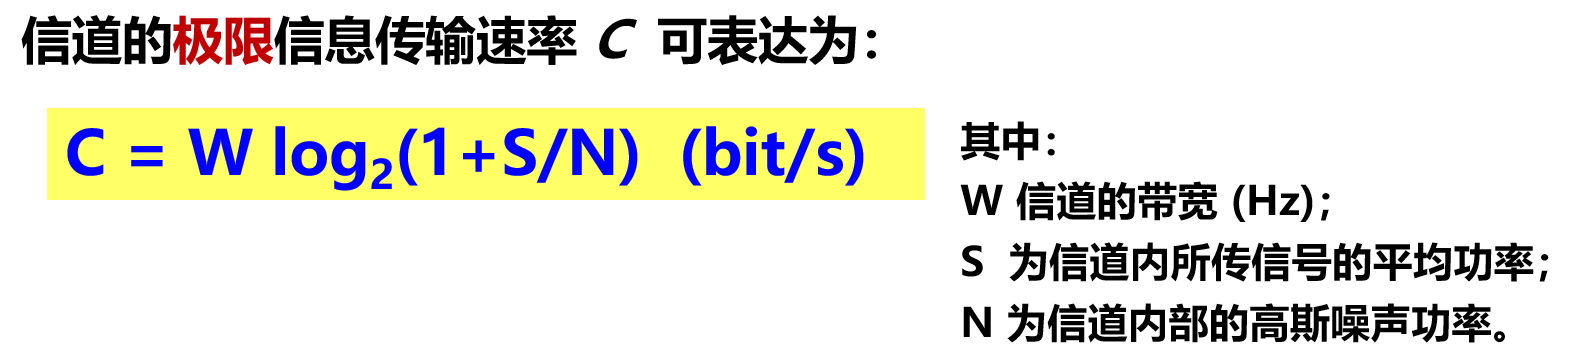 信道的极限信息传输速率 C 可表达为：
C = W log₂(1+S/N) (bit/s)
其中：
W 信道的带宽 (Hz)；
S 为信道内所传信号的平均功率；
N 为信道内部的高斯噪声功率。